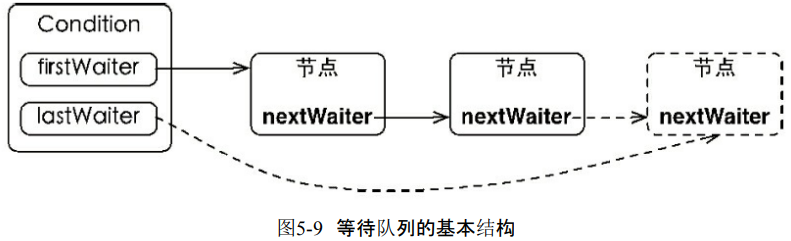 Condition
firstWaiter
lastWaiter
节点
nextWaiter
节点
nextWaiter
节点
nextWaiter
图5-9 等待队列的基本结构